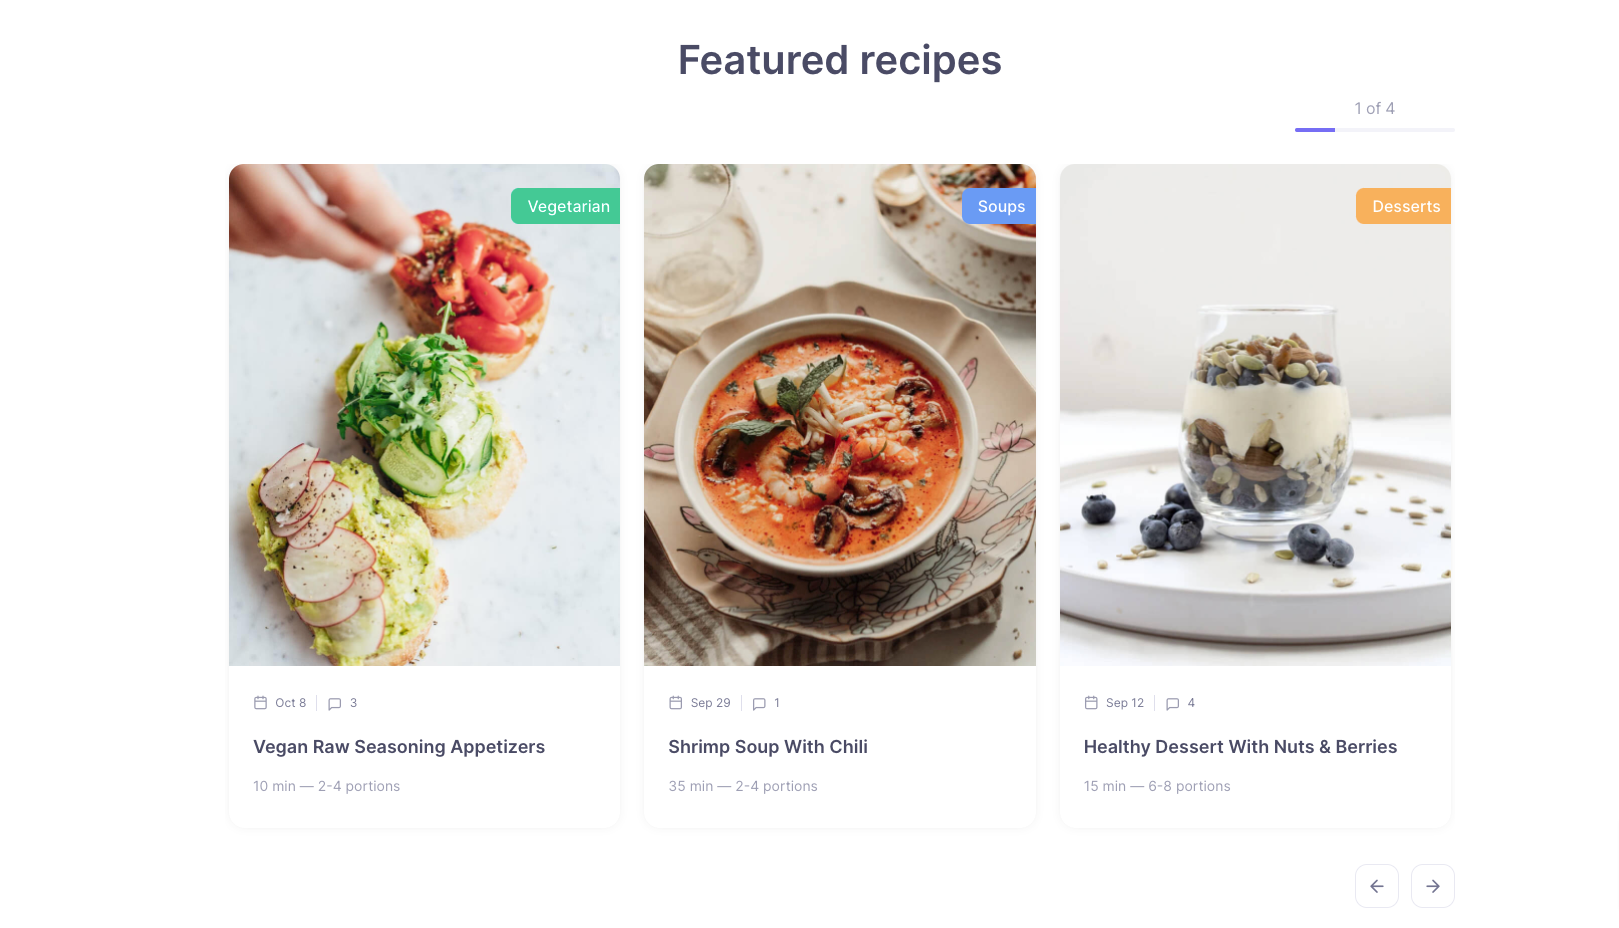 Featured recipes
1 of 4
Vegetarian
Soups
Desserts
Oct 8 3
Vegan Raw Seasoning Appetizers
10 min — 2-4 portions
Sep 29 1
Shrimp Soup With Chili
35 min — 2-4 portions
Sep 12 4
Healthy Dessert With Nuts & Berries
15 min — 6-8 portions